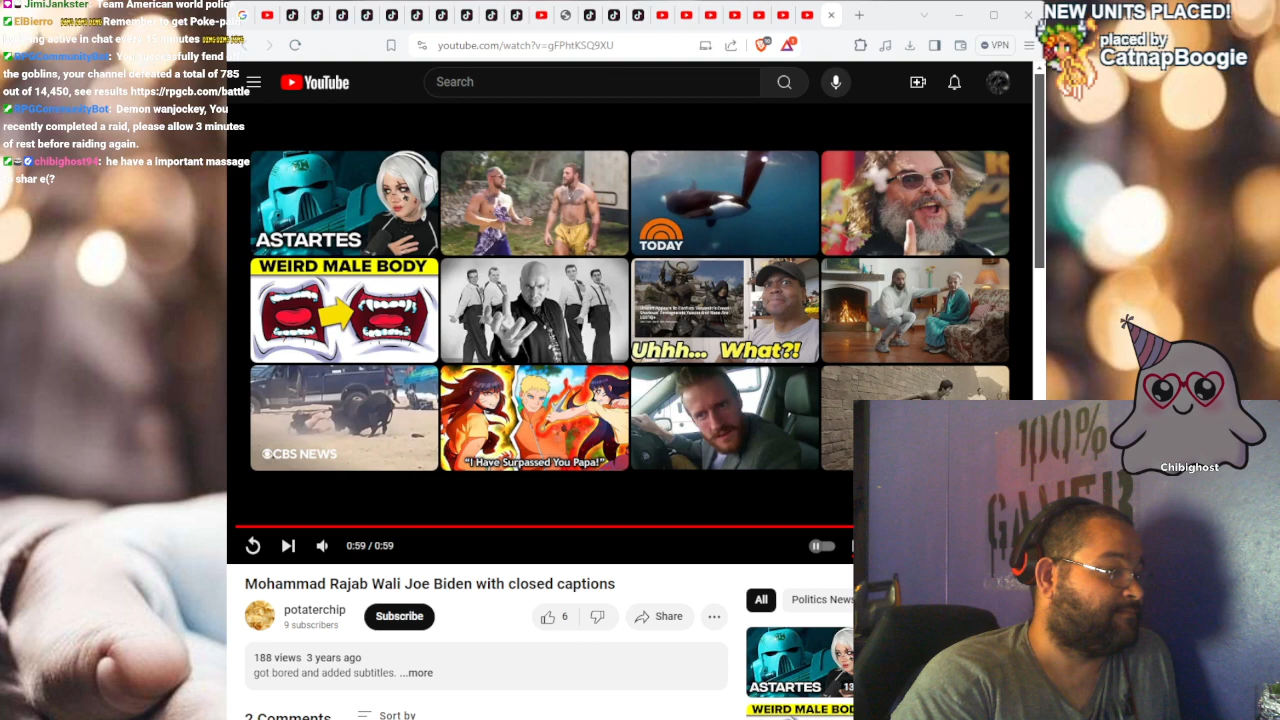 JimiJankster: Team American world police
ElBierro Remember to get Poke-pal
being active in chat every 15 minutes
RPGCommunityBot: You successfully fend off
the goblins, your channel defeated a total of 785
out of 14,450, see results https://rpgcb.com/battle
RPGCommunityBot: Demon wanjockey, You
recently completed a raid, please allow 3 minutes
of rest before raiding again.
chibighost94: he have a important massage
to shar e(?
youtube.com/watch?v=gFPhtKSQ9XU
VPN
YouTube
Search
ASTARTES
TODAY
WEIRD MALE BODY
Uhhh... What?!
CBS NEWS
"I Have Surpassed You Papa!"
0:59 / 0:59
Mohammad Rajab Wali Joe Biden with closed captions
potaterchip
9 subscribers
Subscribe
6
Share
188 views 3 years ago
got bored and added subtitles. ...more
2 Comments
Sort by
All
Politics News
ASTARTES
13
WEIRD MALE BOD
NEW UNITS PLACED!
placed by
CatnapBoogie
100%
GAMER
Chibighost